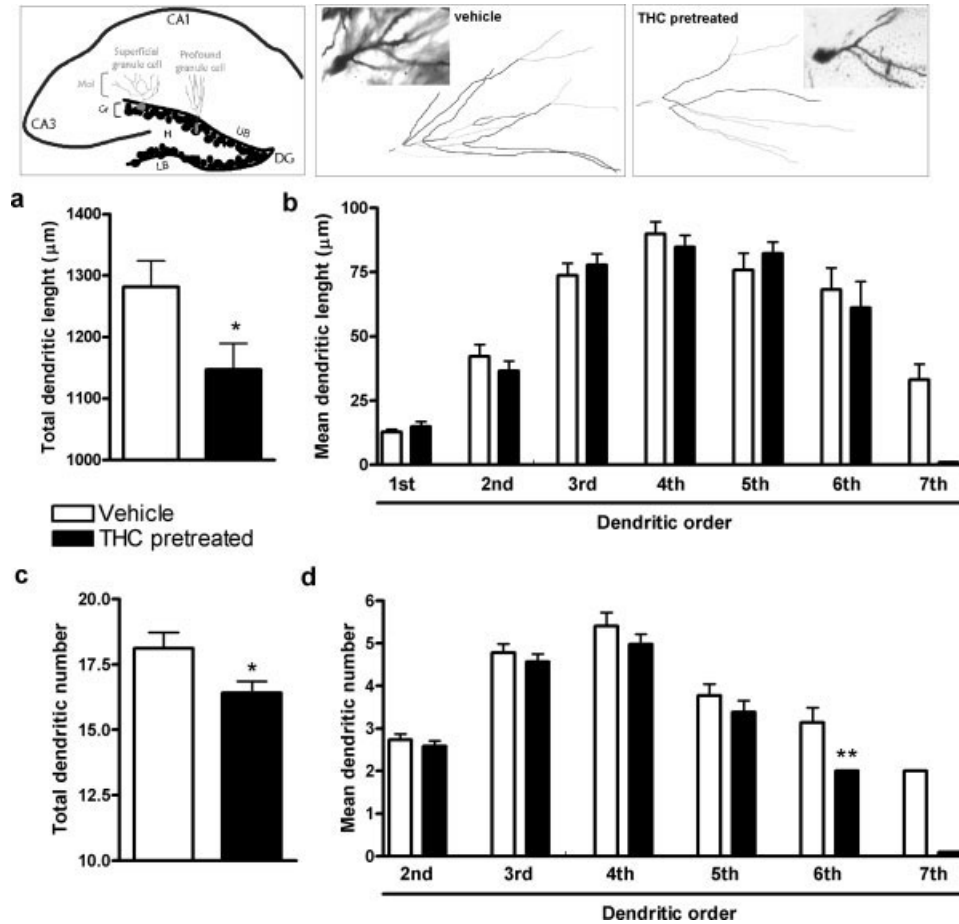 CA1
Superficial
granule cell
Profound
granule cell
Mol
Gr
CA3
H
UB
LB
DG
vehicle
THC pretreated
a
Total dendritic lenght (μm)
1400
1300
1200
1100
1000
*
b
Mean dendritic lenght (μm)
100
75
50
25
0
1st 2nd 3rd 4th 5th 6th 7th
Dendritic order
Vehicle
THC pretreated
c
Total dendritic number
20.0
17.5
15.0
12.5
10.0
*
d
Mean dendritic number
6
5
4
3
2
1
0
**
2nd 3rd 4th 5th 6th 7th
Dendritic order